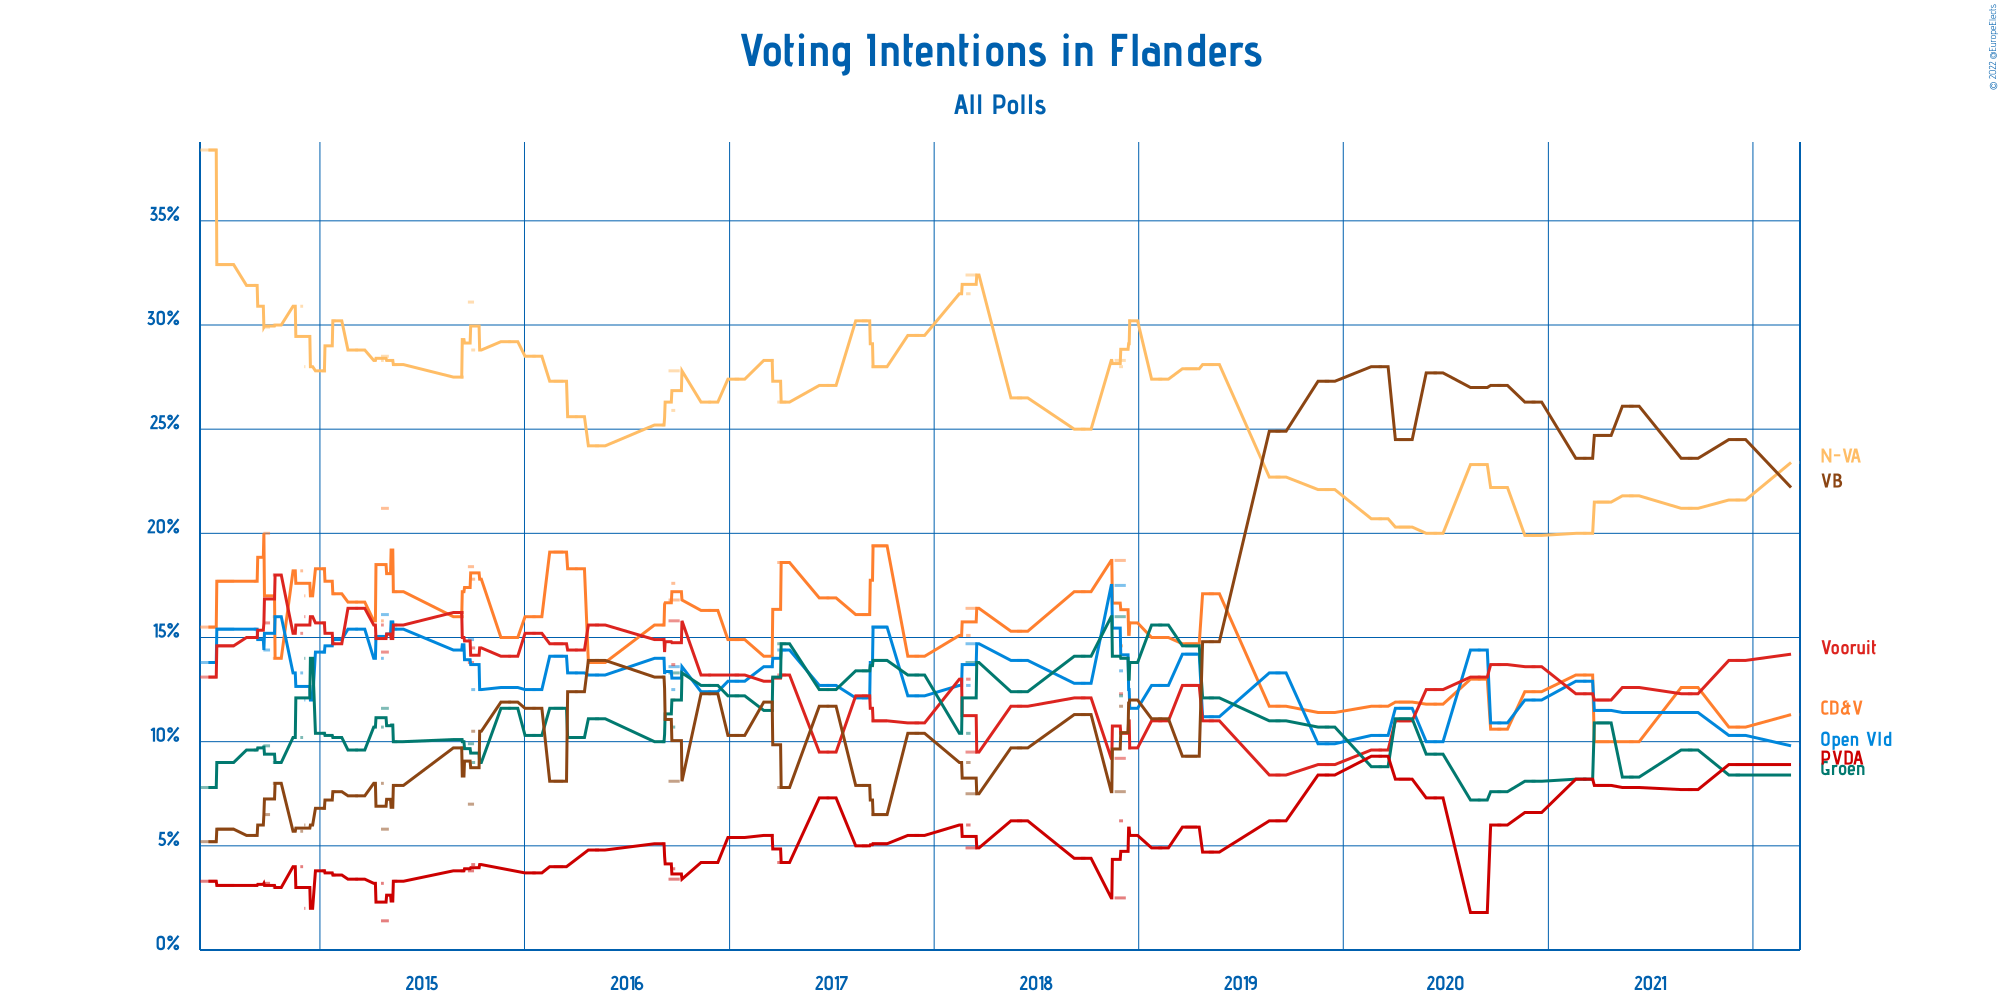 © 2022 @EuropeElects
Voting Intentions in Flanders
All Polls
35%
30%
25%
20%
15%
10%
5%
0%
N-VA
VB
Vooruit
CD&V
Open Vld
PVDA
Groen
2015
2016
2017
2018
2019
2020
2021